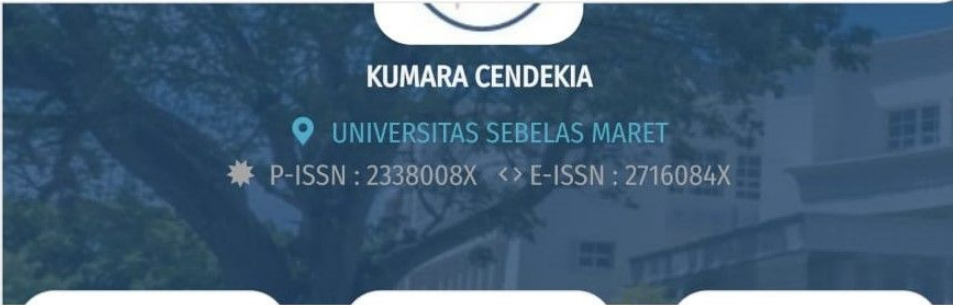 KUMARA CENDEKIA
UNIVERSITAS SEBELAS MARET
P-ISSN : 2338008X <> E-ISSN : 2716084X